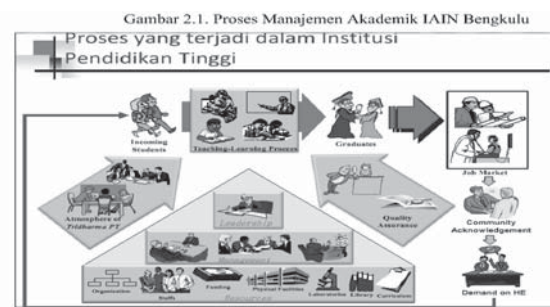 Gambar 2.1. Proses Manajemen Akademik IAIN Bengkulu
Proses yang terjadi dalam Institusi
Pendidikan Tinggi
Incoming
Students
Teaching-Learning Process
Graduates
Job Market
Atmosphere of
Tridharma PT
Leadership
Quality
Assurance
Community
Acknowledgement
Organization
Staffs
Funding
Physical Facilities
Laboratories
Library
Curriculum
Resources
Demand on HE